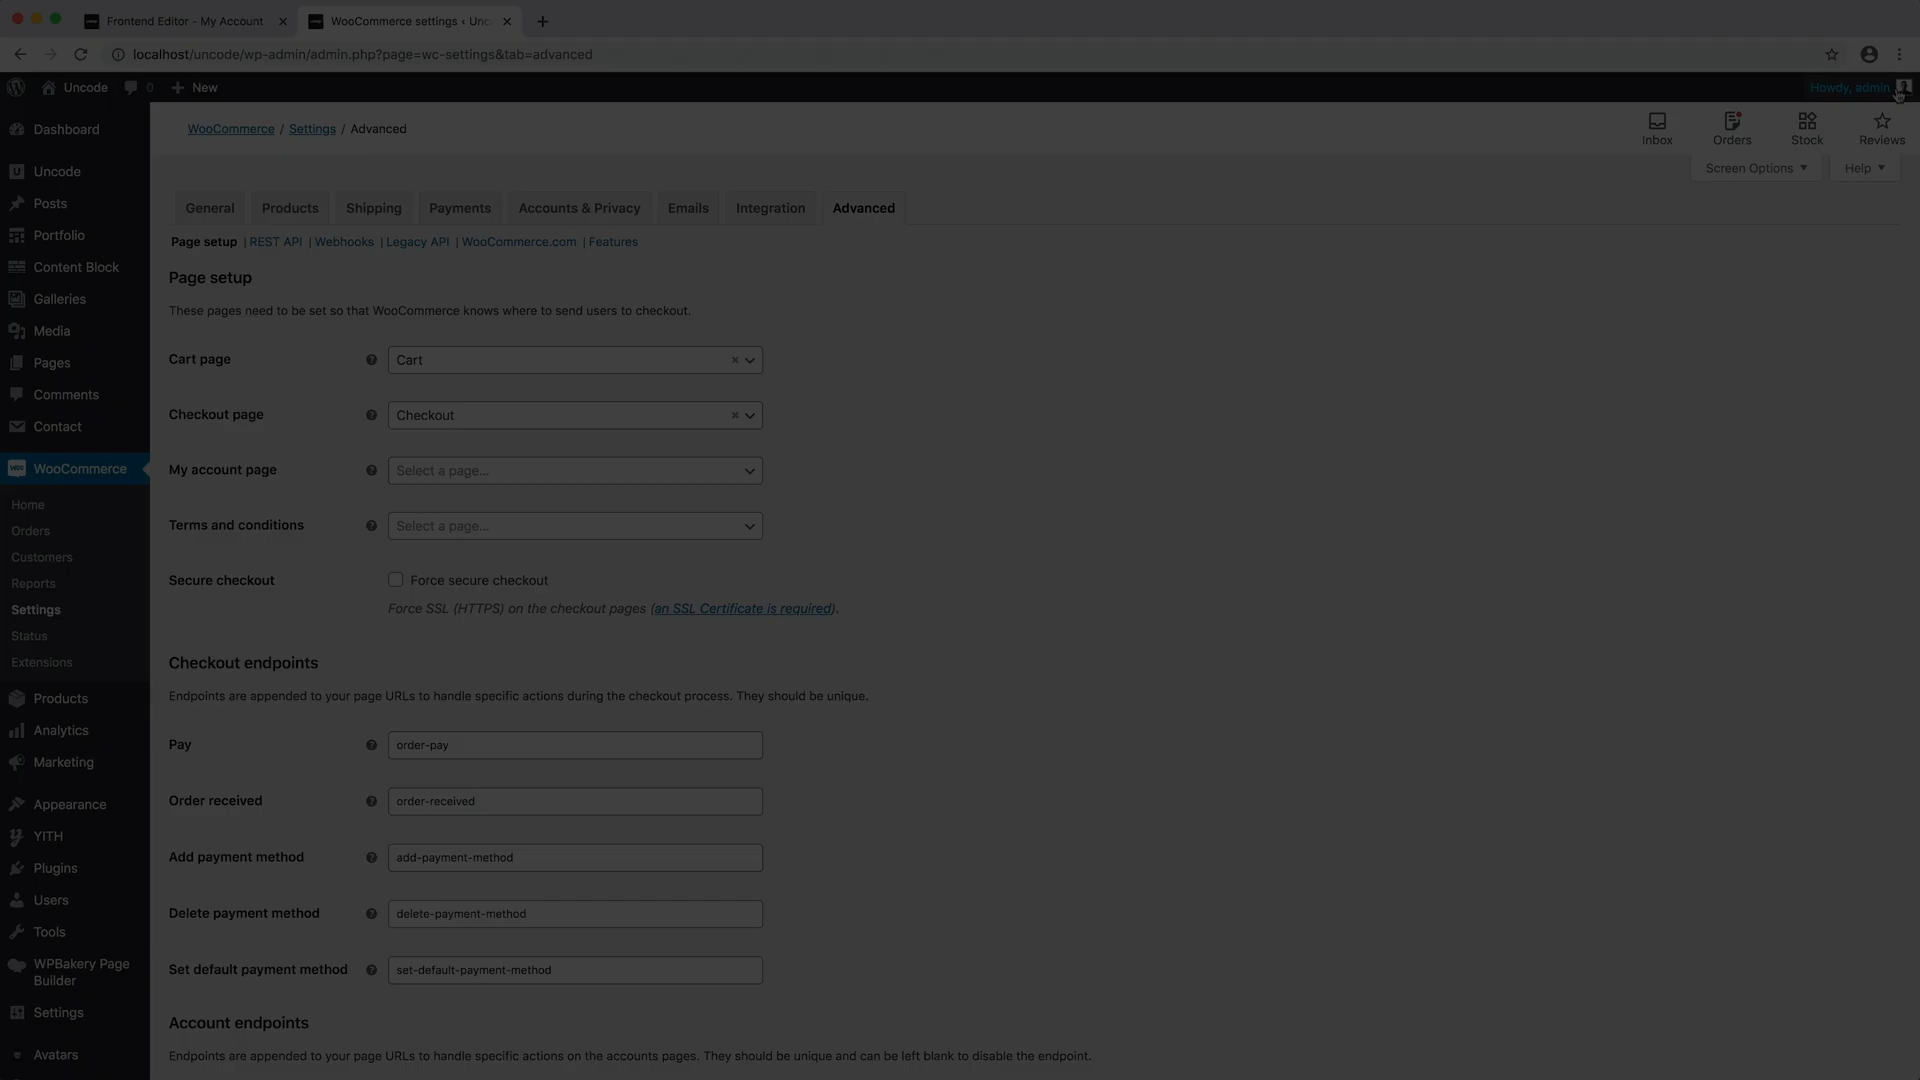 Frontend Editor - My Account
WooCommerce settings ‹ Unc
localhost/uncode/wp-admin/admin.php?page=wc-settings&tab=advanced
Uncode
0
New
Howdy, admin
Dashboard
Uncode
Posts
Portfolio
Content Block
Galleries
Media
Pages
Comments
Contact
WooCommerce
Home
Orders
Customers
Reports
Settings
Status
Extensions
Products
Analytics
Marketing
Appearance
YITH
Plugins
Users
Tools
WPBakery Page
Builder
Settings
Avatars
WooCommerce / Settings / Advanced
Inbox
Orders
Stock
Reviews
Screen Options
Help
General
Products
Shipping
Payments
Accounts & Privacy
Emails
Integration
Advanced
Page setup | REST API | Webhooks | Legacy API | WooCommerce.com | Features
Page setup
These pages need to be set so that WooCommerce knows where to send users to checkout.
Cart page
Cart
Checkout page
Checkout
My account page
Select a page...
Terms and conditions
Select a page...
Secure checkout
Force secure checkout
Force SSL (HTTPS) on the checkout pages (an SSL Certificate is required).
Checkout endpoints
Endpoints are appended to your page URLs to handle specific actions during the checkout process. They should be unique.
Pay
order-pay
Order received
order-received
Add payment method
add-payment-method
Delete payment method
delete-payment-method
Set default payment method
set-default-payment-method
Account endpoints
Endpoints are appended to your page URLs to handle specific actions on the accounts pages. They should be unique and can be left blank to disable the endpoint.